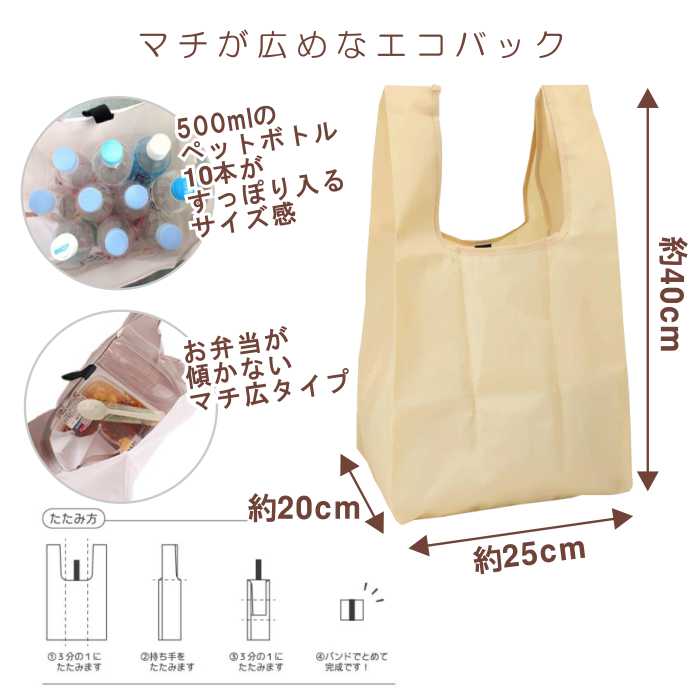 マチが広めなエコバック
500mlの
ペットボトル
10本が
すっぽり入る
サイズ感
お弁当が
傾かない
マチ広タイプ
約40cm
約20cm
約25cm
たたみ方
①３分の１に
たたみます
②持ち手を
たたみます
③３分の１に
たたみます
④バンドでとめて
完成です！